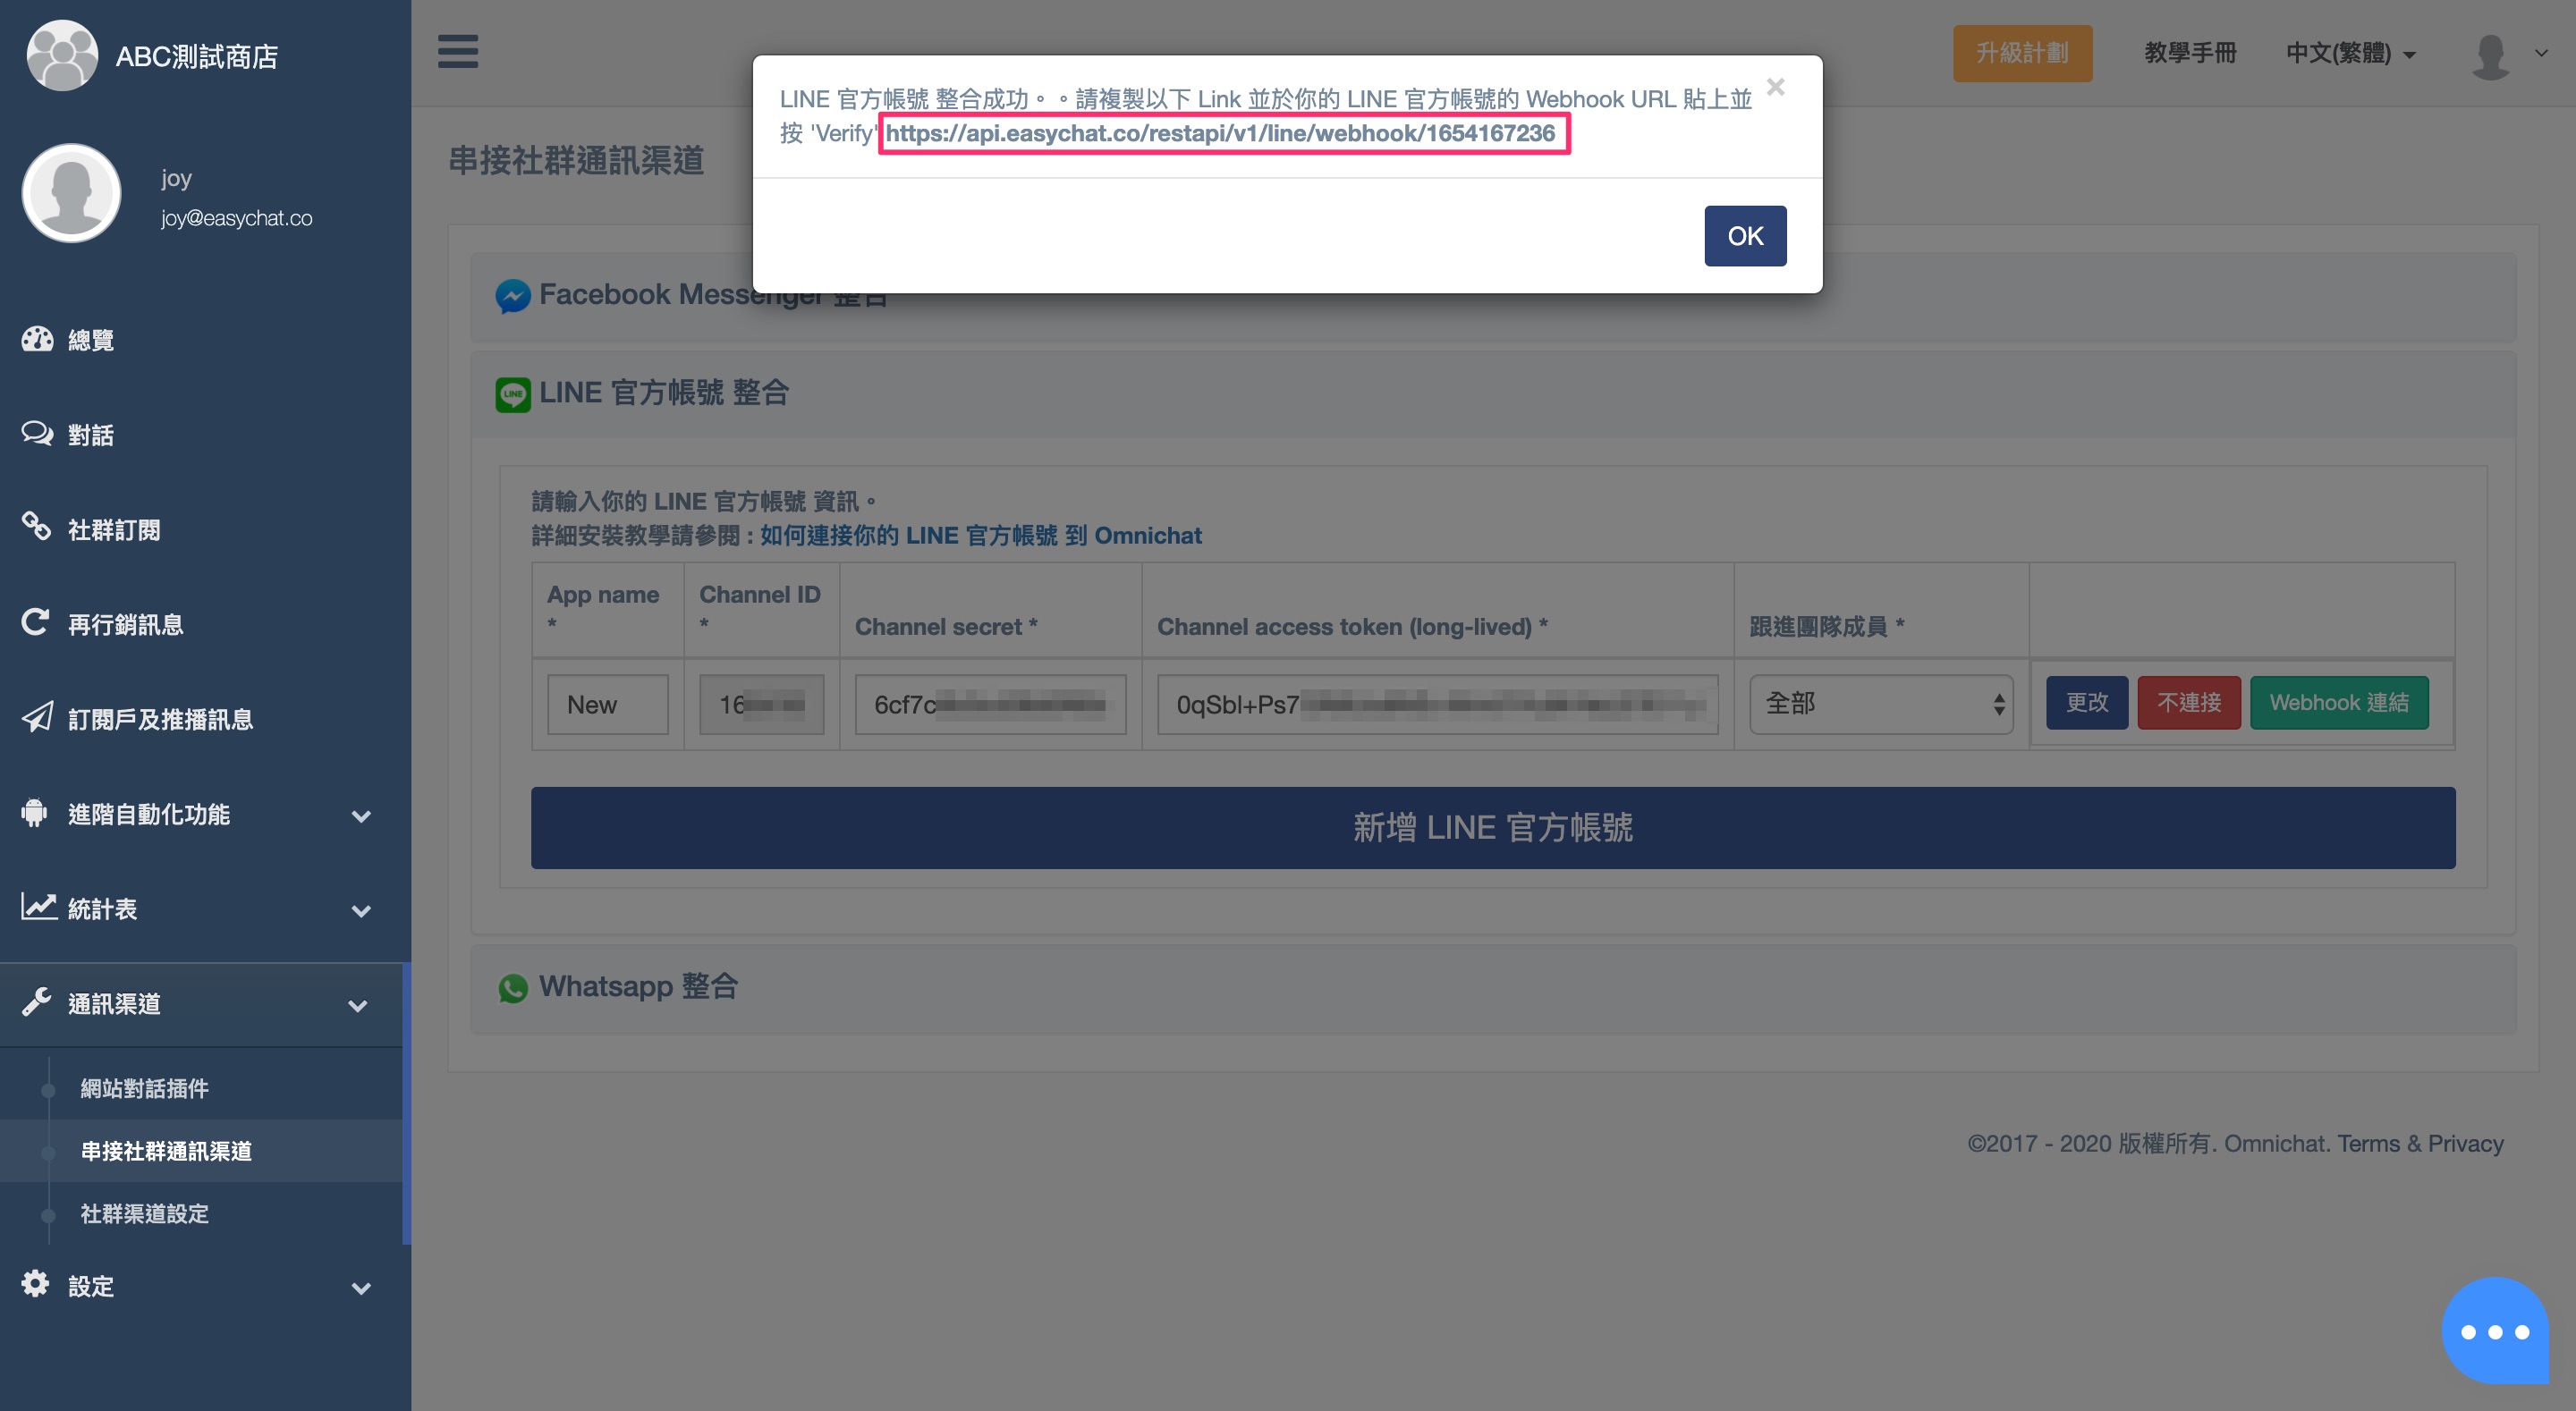 ABC測試商店
joy
joy@easychat.co
總覽
對話
社群訂閱
再行銷訊息
訂閱戶及推播訊息
進階自動化功能
統計表
通訊渠道
網站對話插件
串接社群通訊渠道
社群渠道設定
設定
升級計劃
教學手冊
中文(繁體)
LINE 官方帳號 整合成功。。請複製以下 Link 並於你的 LINE 官方帳號的 Webhook URL 貼上並
按 'Verify' https://api.easychat.co/restapi/v1/line/webhook/1654167236
×
OK
串接社群通訊渠道
Facebook Messenger 整合
LINE 官方帳號 整合
請輸入你的 LINE 官方帳號 資訊。
詳細安裝教學請參閱 : 如何連接你的 LINE 官方帳號 到 Omnichat
App name *
Channel ID *
Channel secret *
Channel access token (long-lived) *
跟進團隊成員 *
New
16
6cf7c
0qSbl+Ps7
全部
更改
不連接
Webhook 連結
新增 LINE 官方帳號
Whatsapp 整合
©2017 - 2020 版權所有. Omnichat. Terms & Privacy